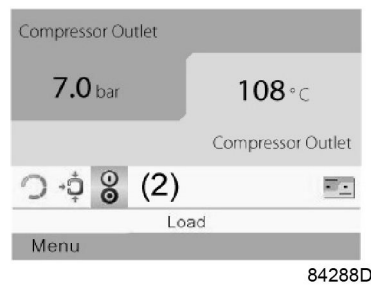 Compressor Outlet
7.0 bar
108 °C
Compressor Outlet
(2)
Load
Menu
84288D